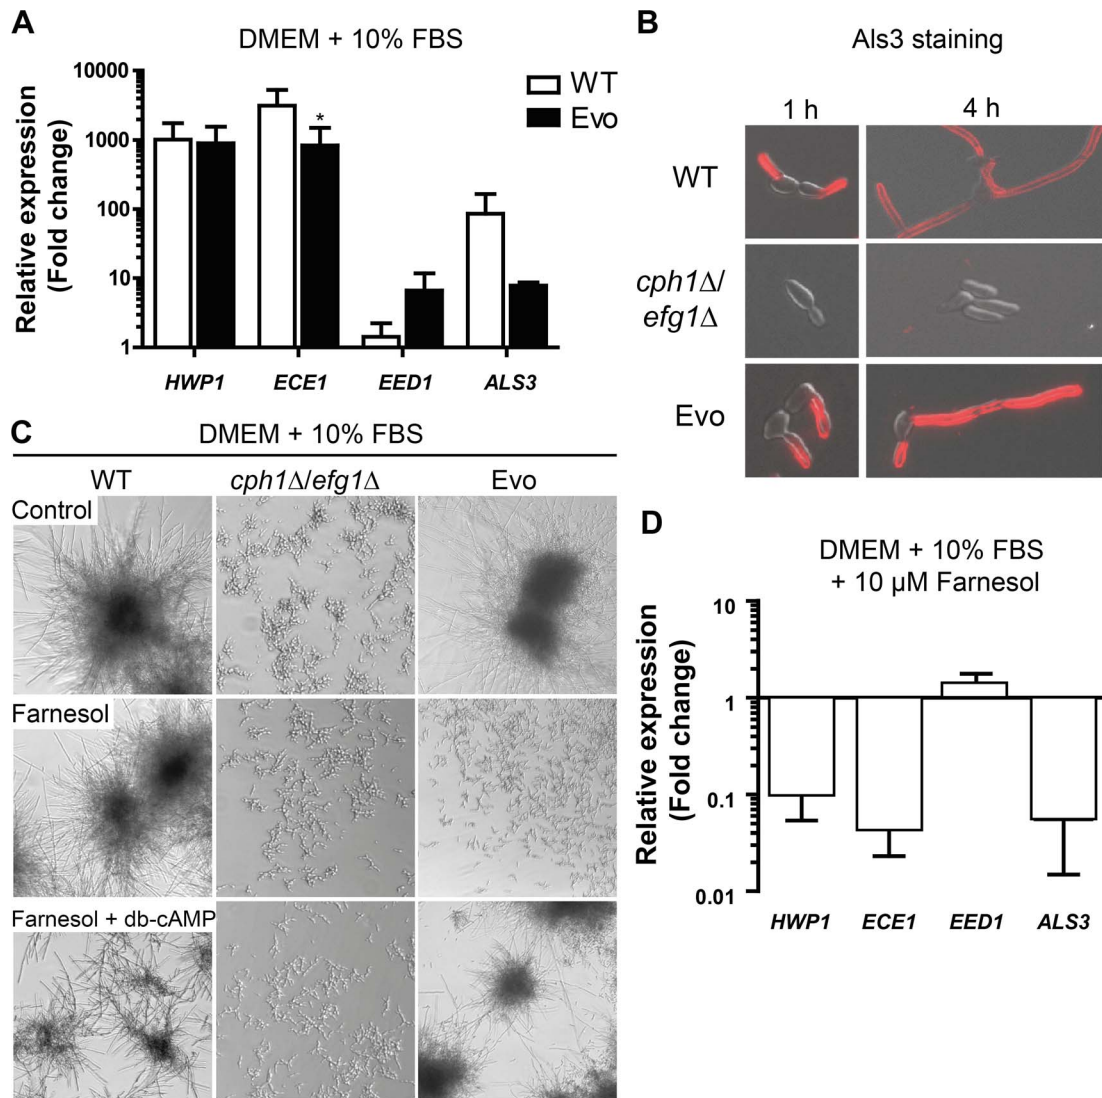 A
DMEM + 10% FBS
Relative expression
(Fold change)
10000
1000
100
10
1
*
WT
Evo
HWP1
ECE1
EED1
ALS3
B
Als3 staining
1 h
4 h
WT
cph1Δ/
efg1Δ
Evo
C
DMEM + 10% FBS
WT
cph1Δ/efg1Δ
Evo
Control
Farnesol
Farnesol + db-cAMP
D
DMEM + 10% FBS
+ 10 µM Farnesol
Relative expression
(Fold change)
10
1
0.1
0.01
HWP1
ECE1
EED1
ALS3